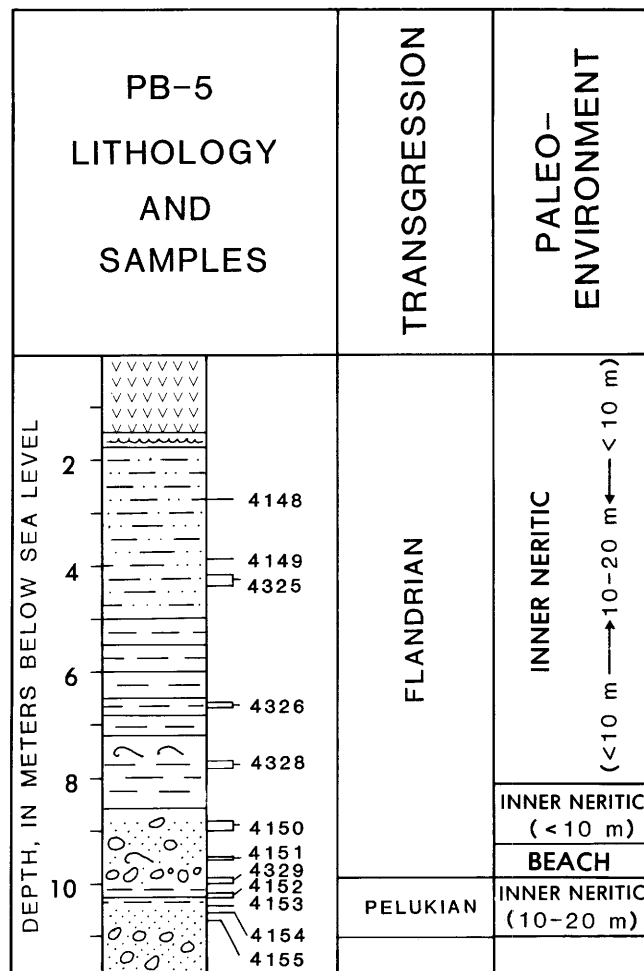 PB-5
LITHOLOGY
AND
SAMPLES
TRANSGRESSION
PALEO-
ENVIRONMENT
DEPTH, IN METERS BELOW SEA LEVEL
2
4
6
8
10
4148
4149
4325
4326
4328
4150
4151
4329
4152
4153
4154
4155
FLANDRIAN
PELUKIAN
INNER NERITIC
(<10 m → 10-20 m ← <10 m)
INNER NERITIC
(<10 m)
BEACH
INNER NERITIC
(10-20 m)